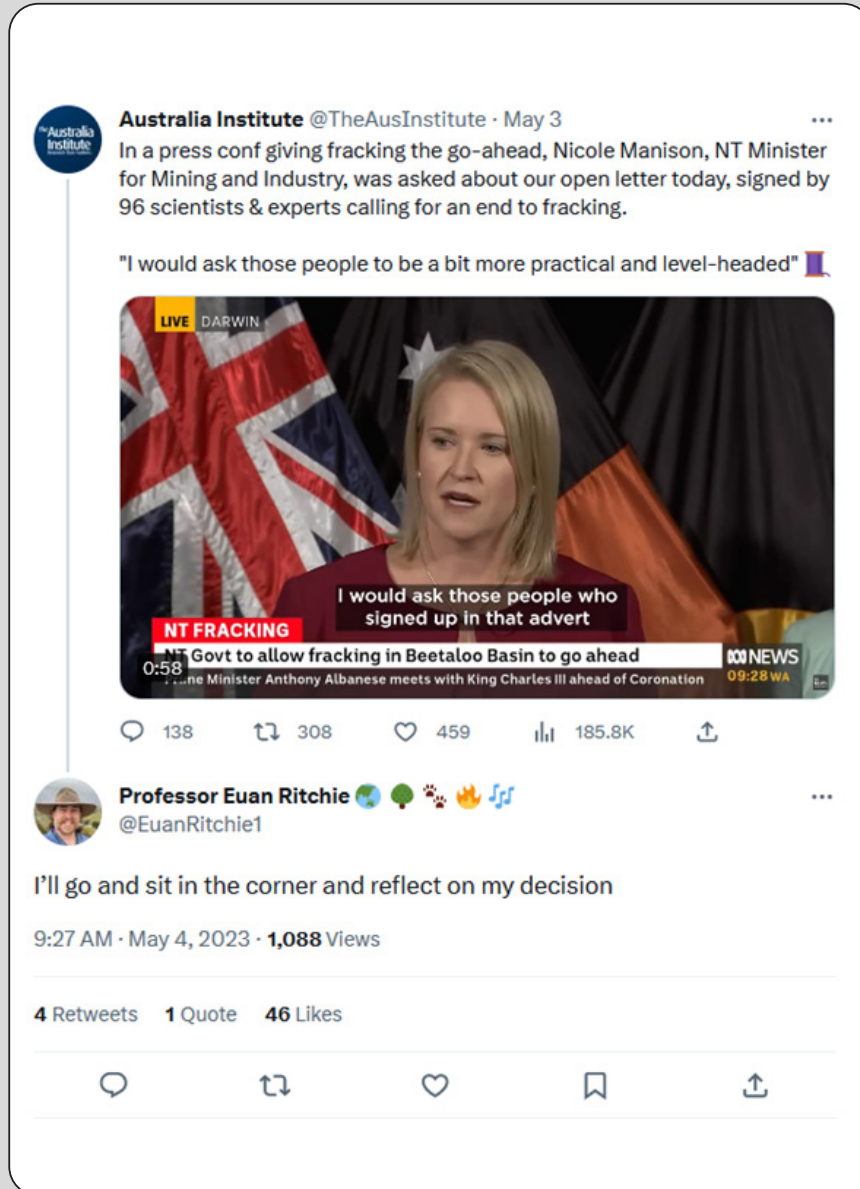 The Australia Institute
Australia Institute @TheAusInstitute · May 3
In a press conf giving fracking the go-ahead, Nicole Manison, NT Minister
for Mining and Industry, was asked about our open letter today, signed by
96 scientists & experts calling for an end to fracking.
"I would ask those people to be a bit more practical and level-headed" 🧵
LIVE DARWIN
I would ask those people who
signed up in that advert
NT FRACKING
NT Govt to allow fracking in Beetaloo Basin to go ahead
NEWS
0:58
Minister Anthony Albanese meets with King Charles III ahead of Coronation
09:28 WA
138 308 459 185.8K
Professor Euan Ritchie 🌏 🌳 🐾 🔥 🎶
@EuanRitchie1
I'll go and sit in the corner and reflect on my decision
9:27 AM · May 4, 2023 · 1,088 Views
4 Retweets 1 Quote 46 Likes